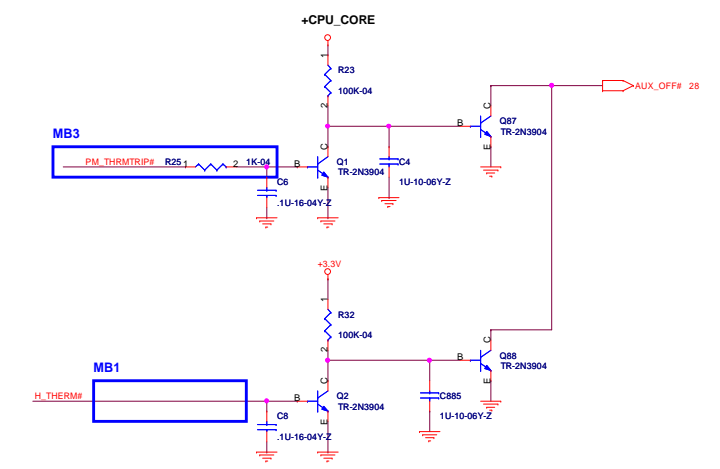 +CPU_CORE
1
R23
100K-04
2
C
B
Q87
TR-2N3904
E
AUX_OFF# 28
MB3
PM_THRMTRIP# R25 1 2 1K-04
C
B
Q1
TR-2N3904
E
C4
1U-10-06Y-Z
C6
.1U-16-04Y-Z
+3.3V
1
R32
100K-04
2
C
B
Q88
TR-2N3904
E
MB1
H_THERM#
C
B
Q2
TR-2N3904
E
C885
1U-10-06Y-Z
C8
.1U-16-04Y-Z